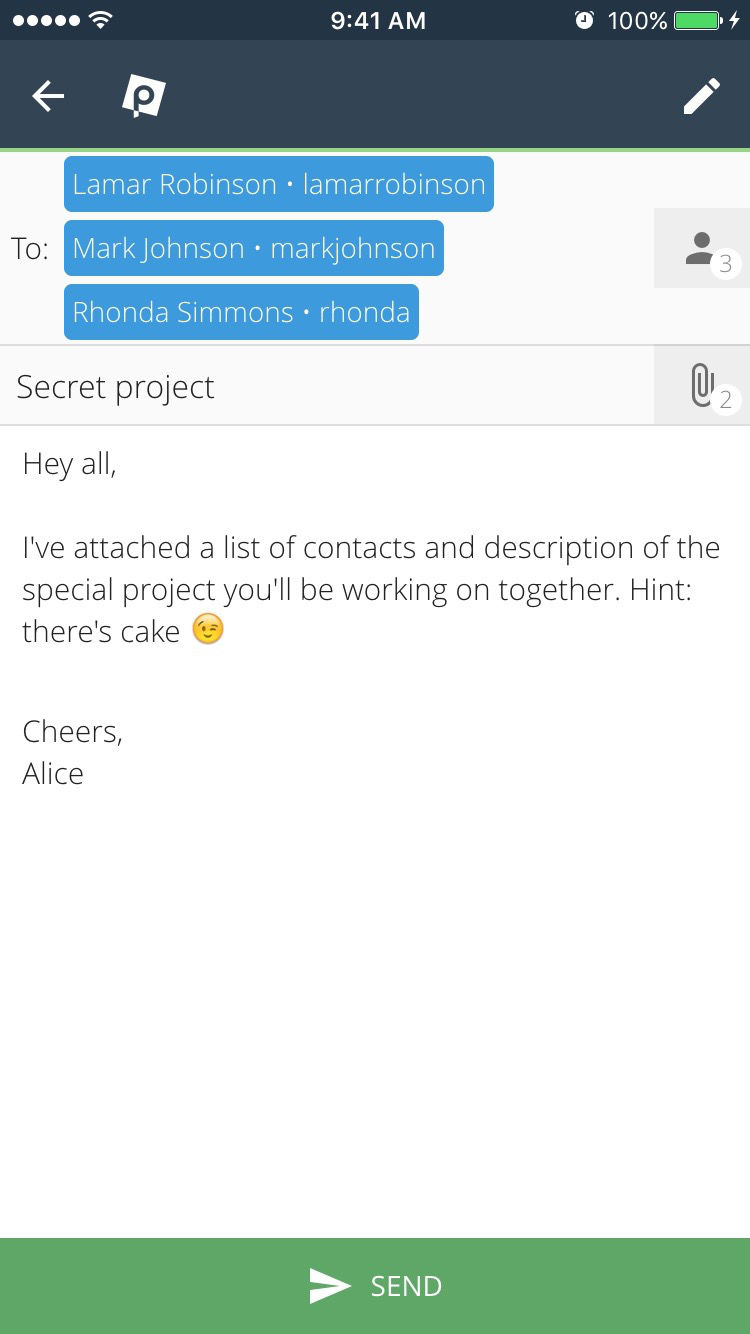 9:41 AM
100%
Lamar Robinson • lamarrobinson
To:
Mark Johnson • markjohnson
3
Rhonda Simmons • rhonda
Secret project
2
Hey all,
I've attached a list of contacts and description of the
special project you'll be working on together. Hint:
there's cake 😉
Cheers,
Alice
SEND